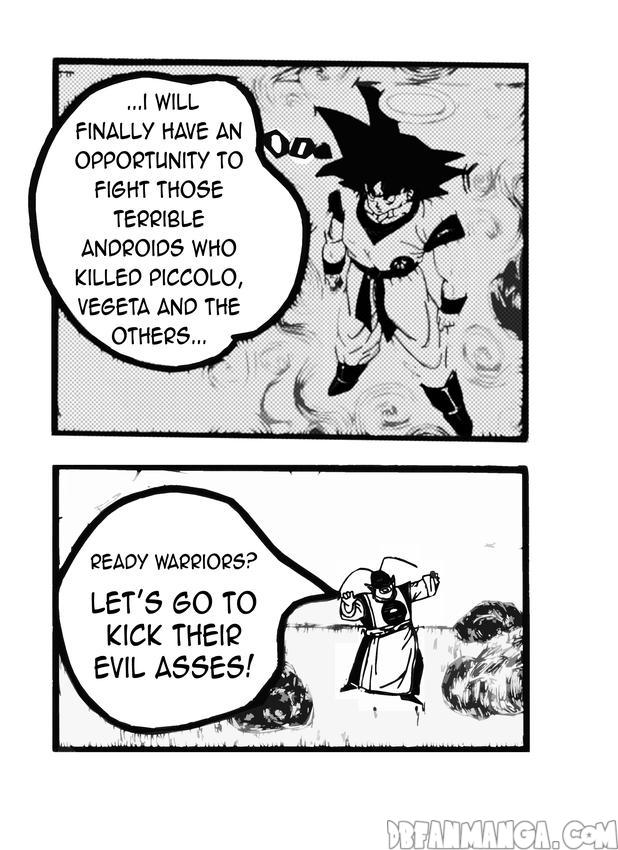 ...I WILL
FINALLY HAVE AN
OPPORTUNITY TO
FIGHT THOSE
TERRIBLE
ANDROIDS WHO
KILLED PICCOLO,
VEGETA AND THE
OTHERS...
READY WARRIORS?
LET'S GO TO
KICK THEIR
EVIL ASSES!
DBFANMANGA.COM